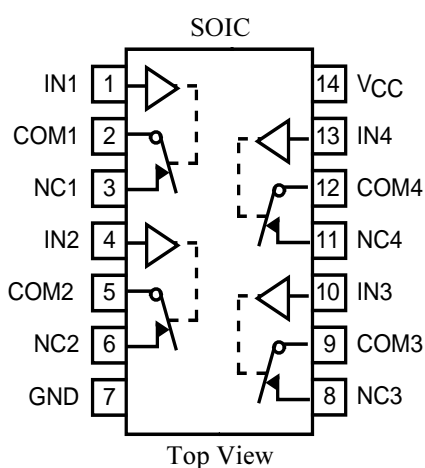 SOIC
IN1 1
COM1 2
NC1 3
IN2 4
COM2 5
NC2 6
GND 7
14 VCC
13 IN4
12 COM4
11 NC4
10 IN3
9 COM3
8 NC3
Top View